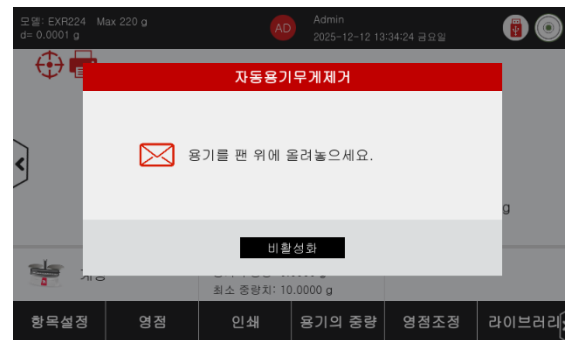 모델: EXR224 Max 220 g
d= 0.0001 g
AD
Admin
2025-12-12 13:34:24 금요일
자동용기무게제거
용기를 팬 위에 올려놓으세요.
g
비활성화
최소 중량치: 10.0000 g
항목설정 영점 인쇄 용기의 중량 영점조정 라이브러리